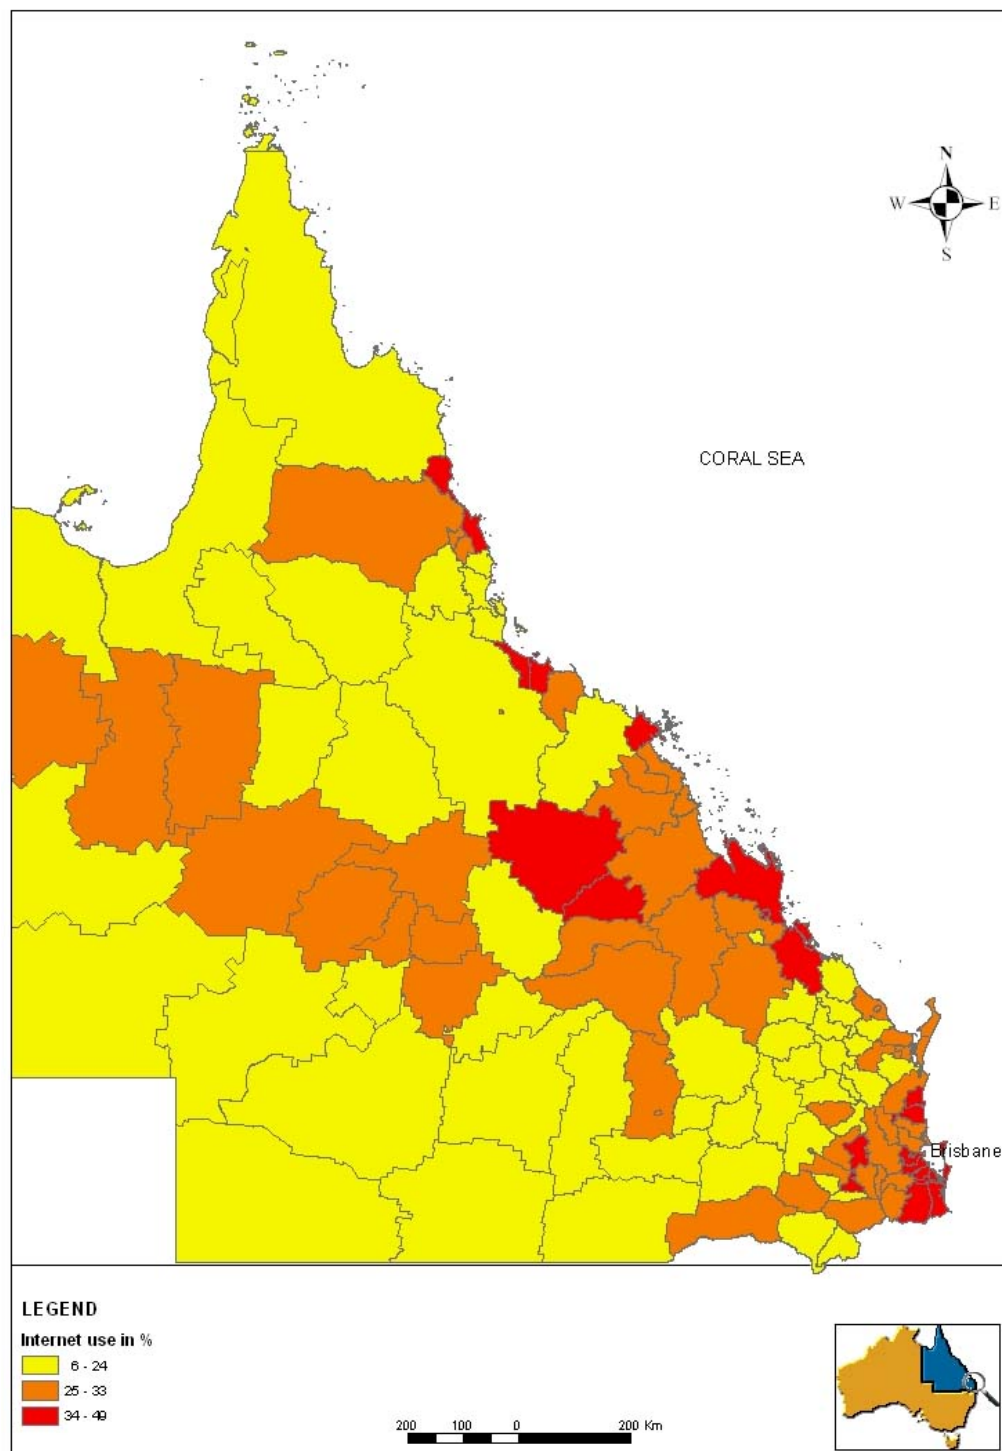 N
W E
S
CORAL SEA
Brisbane
LEGEND
Internet use in %
6 - 24
25 - 33
34 - 49
200 100 0 200 Km